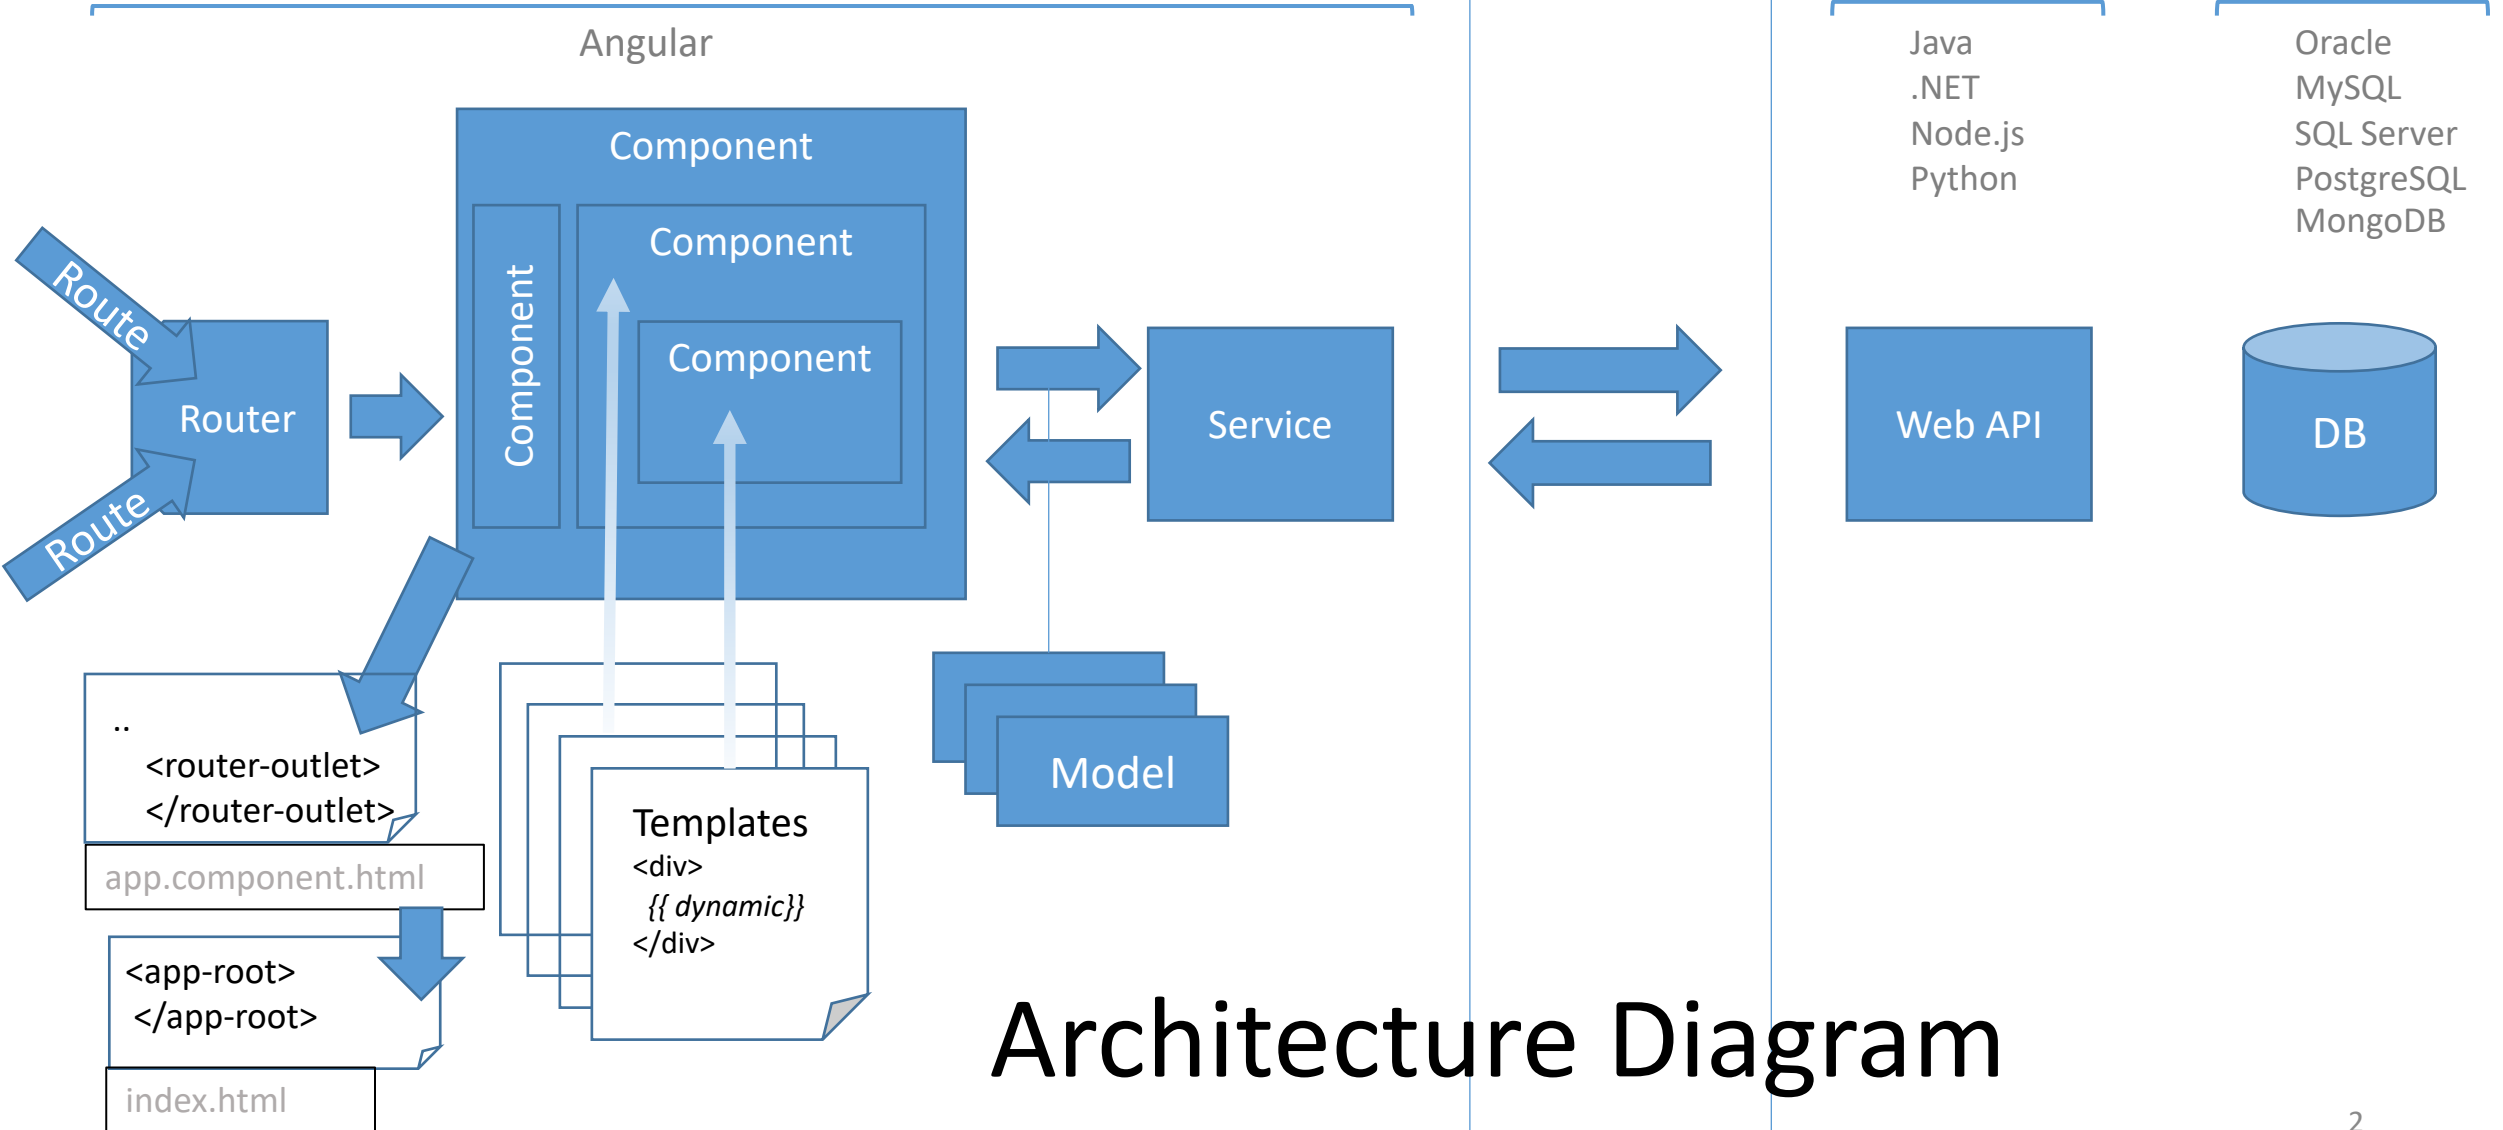 Angular
Java
.NET
Node.js
Python
Oracle
MySQL
SQL Server
PostgreSQL
MongoDB
Route
Route
Router
Component
Component
Component
Component
Service
Web API
DB
..
<router-outlet>
</router-outlet>
app.component.html
<app-root>
</app-root>
index.html
Templates
<div>
{{ dynamic}}
</div>
Model
Architecture Diagram
2